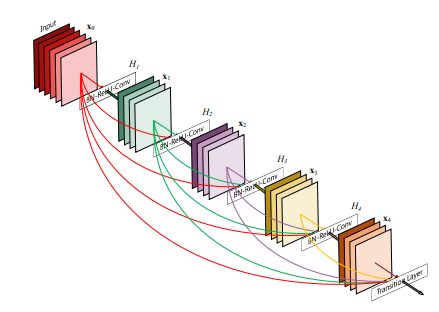 Input
x₀
H₁
BN-ReLU-Conv
x₁
H₂
BN-ReLU-Conv
x₂
H₃
BN-ReLU-Conv
x₃
H₄
BN-ReLU-Conv
x₄
Transition Layer